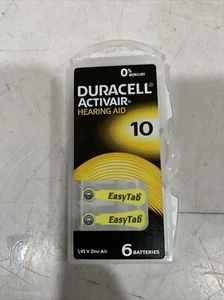 0%
MERCURY
DURACELL
ACTIVAIR
HEARING AID
10
EasyTab
EasyTab
1,45 V Zinc Air
6 BATTERIES